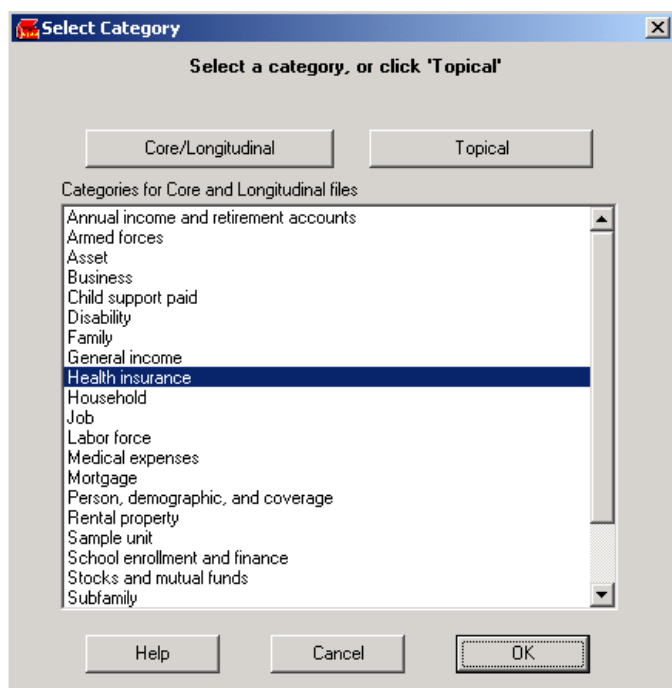 Select Category
Select a category, or click 'Topical'
Core/Longitudinal
Topical
Categories for Core and Longitudinal files
Annual income and retirement accounts
Armed forces
Asset
Business
Child support paid
Disability
Family
General income
Health insurance
Household
Job
Labor force
Medical expenses
Mortgage
Person, demographic, and coverage
Rental property
Sample unit
School enrollment and finance
Stocks and mutual funds
Subfamily
Help
Cancel
OK